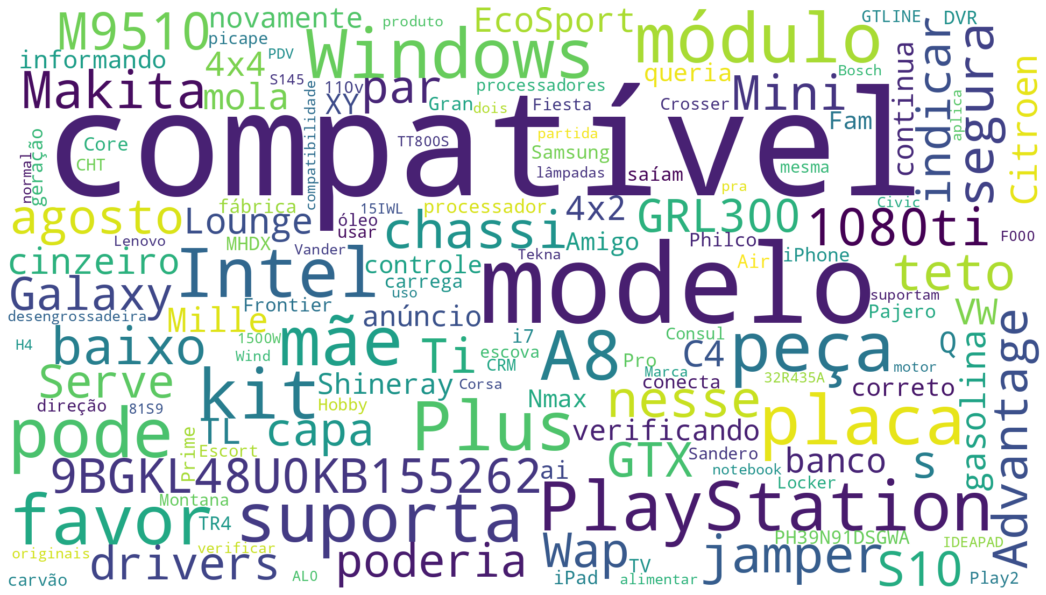 M9510
novamente
picape
produto
EcoSport
GTLINE
DVR
informando
4x4
PDV
Windows
módulo
Makita
mola
S145
110v
XY
par
processadores
queria
Bosch
Mini
continua
indicar
segura
Citroen
Gran
dois
Fiesta
Crosser
Fam
aplica
compatível
normal
geração
Core
CHT
compatibilidade
TT800S
partida
Samsung
lâmpadas
saíam
pra
mesma
Civic
agosto
fábrica
Lounge
óleo
usar
15IWL
processador
4x2
GRL300
1080ti
F000
Lenovo
MHDX
Vander
chassi
Amigo
Tekna
Philco
Air
iPhone
cinzeiro
Intel
controle
carrega
uso
modelo
teto
suportam
Galaxy
Frontier
anúncio
Pajero
VW
desengrossadeira
Mille
H4
baixo
1500W
Wind
mãe
Ti
i7
escova
CRM
A8
Pro
Consul
C4
Marca
conecta
peça
Q
motor
gasolina
Advantage
Serve
kit
Shineray
Corsa
Nmax
32R435A
correto
direção
81S9
Hobby
nesse
placa
pode
Prime
TL
Escort
capa
Plus
verificando
GTX
Sandero
notebook
banco
Locker
s
9BGKL48U0KB155262
ai
Montana
favor
TR4
suporta
PlayStation
originais
verificar
PH39N91DSGWA
IDEAPAD
carvão
drivers
ALO
poderia
Wap
iPad
TV
alimentar
jamper
S10
Play2